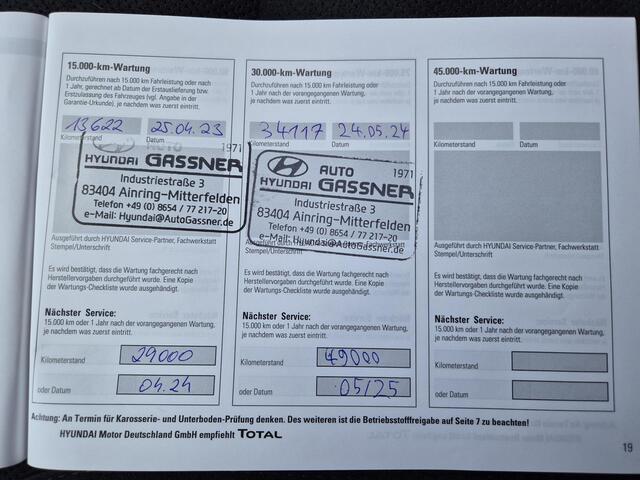 15.000-km-Wartung
Durchzuführen nach 15.000 km Fahrleistung oder nach
1 Jahr, gerechnet ab Datum der Erstauslieferung bzw.
Erstzulassung des Fahrzeuges (vgl. Angabe in der
Garantie-Urkunde), je nachdem was zuerst eintritt.
13622 25.04.23
Kilometerstand Datum
1971
HYUNDAI GASSNER
Industriestraße 3
83404 Ainring-Mitterfelden
Telefon +49 (0) 8654 / 77 217-20
e-Mail: Hyundai@AutoGassner.de
Ausgeführt durch HYUNDAI Service-Partner, Fachwerkstatt
Stempel/Unterschrift
Es wird bestätigt, dass die Wartung fachgerecht nach
Herstellervorgaben durchgeführt wurde. Eine Kopie
der Wartungs-Checkliste wurde ausgehändigt.
Nächster Service:
15.000 km oder 1 Jahr nach der vorangegangenen Wartung,
je nachdem was zuerst eintritt.
Kilometerstand 29000
oder Datum 04.24
30.000-km-Wartung
Durchzuführen nach 30.000 km Fahrleistung oder
1 Jahr nach der vorangegangenen Wartung,
je nachdem was zuerst eintritt.
34117 24.05.24
Kilometerstand Datum
AUTO 1971
HYUNDAI GASSNER
Industriestraße 3
83404 Ainring-Mitterfelden
Telefon +49 (0) 8654 / 77 217-20
e-Mail: Hyundai@AutoGassner.de
Ausgeführt durch HYUNDAI Service-Partner, Fachwerkstatt
Stempel/Unterschrift
Es wird bestätigt, dass die Wartung fachgerecht nach
Herstellervorgaben durchgeführt wurde. Eine Kopie
der Wartungs-Checkliste wurde ausgehändigt.
Nächster Service:
15.000 km oder 1 Jahr nach der vorangegangenen Wartung,
je nachdem was zuerst eintritt.
Kilometerstand 49000
oder Datum 05/25
45.000-km-Wartung
Durchzuführen nach 45.000 km Fahrleistung oder
1 Jahr nach der vorangegangenen Wartung,
je nachdem was zuerst eintritt.
Kilometerstand Datum
Ausgeführt durch HYUNDAI Service-Partner, Fachwerkstatt
Stempel/Unterschrift
Es wird bestätigt, dass die Wartung fachgerecht nach
Herstellervorgaben durchgeführt wurde. Eine Kopie
der Wartungs-Checkliste wurde ausgehändigt.
Nächster Service:
15.000 km oder 1 Jahr nach der vorangegangenen Wartung,
je nachdem was zuerst eintritt.
Kilometerstand
oder Datum
Achtung: An Termin für Karosserie- und Unterboden-Prüfung denken. Des weiteren ist die Betriebsstofffreigabe auf Seite 7 zu beachten!
HYUNDAI Motor Deutschland GmbH empfiehlt TOTAL
19